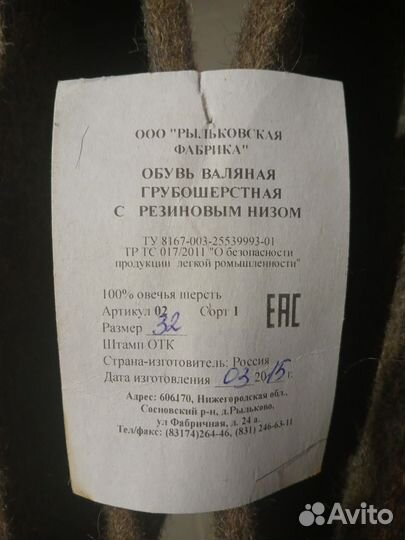 ООО "РЫЛЬКОВСКАЯ
ФАБРИКА"
ОБУВЬ ВАЛЯНАЯ
ГРУБОШЕРСТНАЯ
С РЕЗИНОВЫМ НИЗОМ
ТУ 8167-003-25539993-01
ТР ТС 017/2011 "О безопасности
продукции легкой ромышленности"
100% овечья шерсть
Артикул 02 Сорт 1
Размер 32
Штамп ОТК
Страна-изготовитель: Россия
Дата изготовления 03 2015 г.
EAC
Адрес: 606170, Нижегородская обл.,
Сосновский р-н, д.Рыльково,
ул Фабричная, д. 24 а.
Тел/факс: (83174)264-46, (831) 246-63-11
Avito